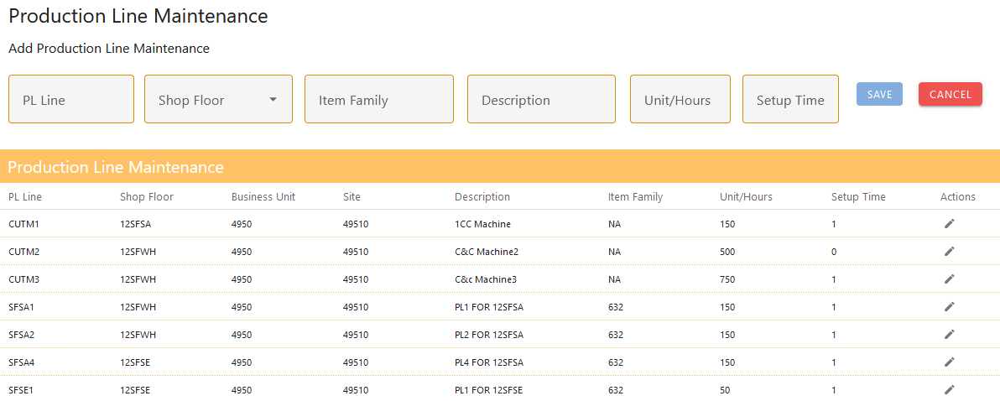 Production Line Maintenance
Add Production Line Maintenance
PL Line Shop Floor Item Family Description Unit/Hours Setup Time SAVE CANCEL
Production Line Maintenance
PL Line Shop Floor Business Unit Site Description Item Family Unit/Hours Setup Time Actions
CUTM1 12SFSA 4950 49510 1CC Machine NA 150 1
CUTM2 12SFWH 4950 49510 C&C Machine2 NA 500 0
CUTM3 12SFWH 4950 49510 C&c Machine3 NA 750 1
SFSA1 12SFWH 4950 49510 PL1 FOR 12SFSA 632 150 1
SFSA2 12SFWH 4950 49510 PL2 FOR 12SFSA 632 150 1
SFSA4 12SFSE 4950 49510 PL4 FOR 12SFSA 632 150 1
SFSE1 12SFSE 4950 49510 PL1 FOR 12SFSE 632 50 1